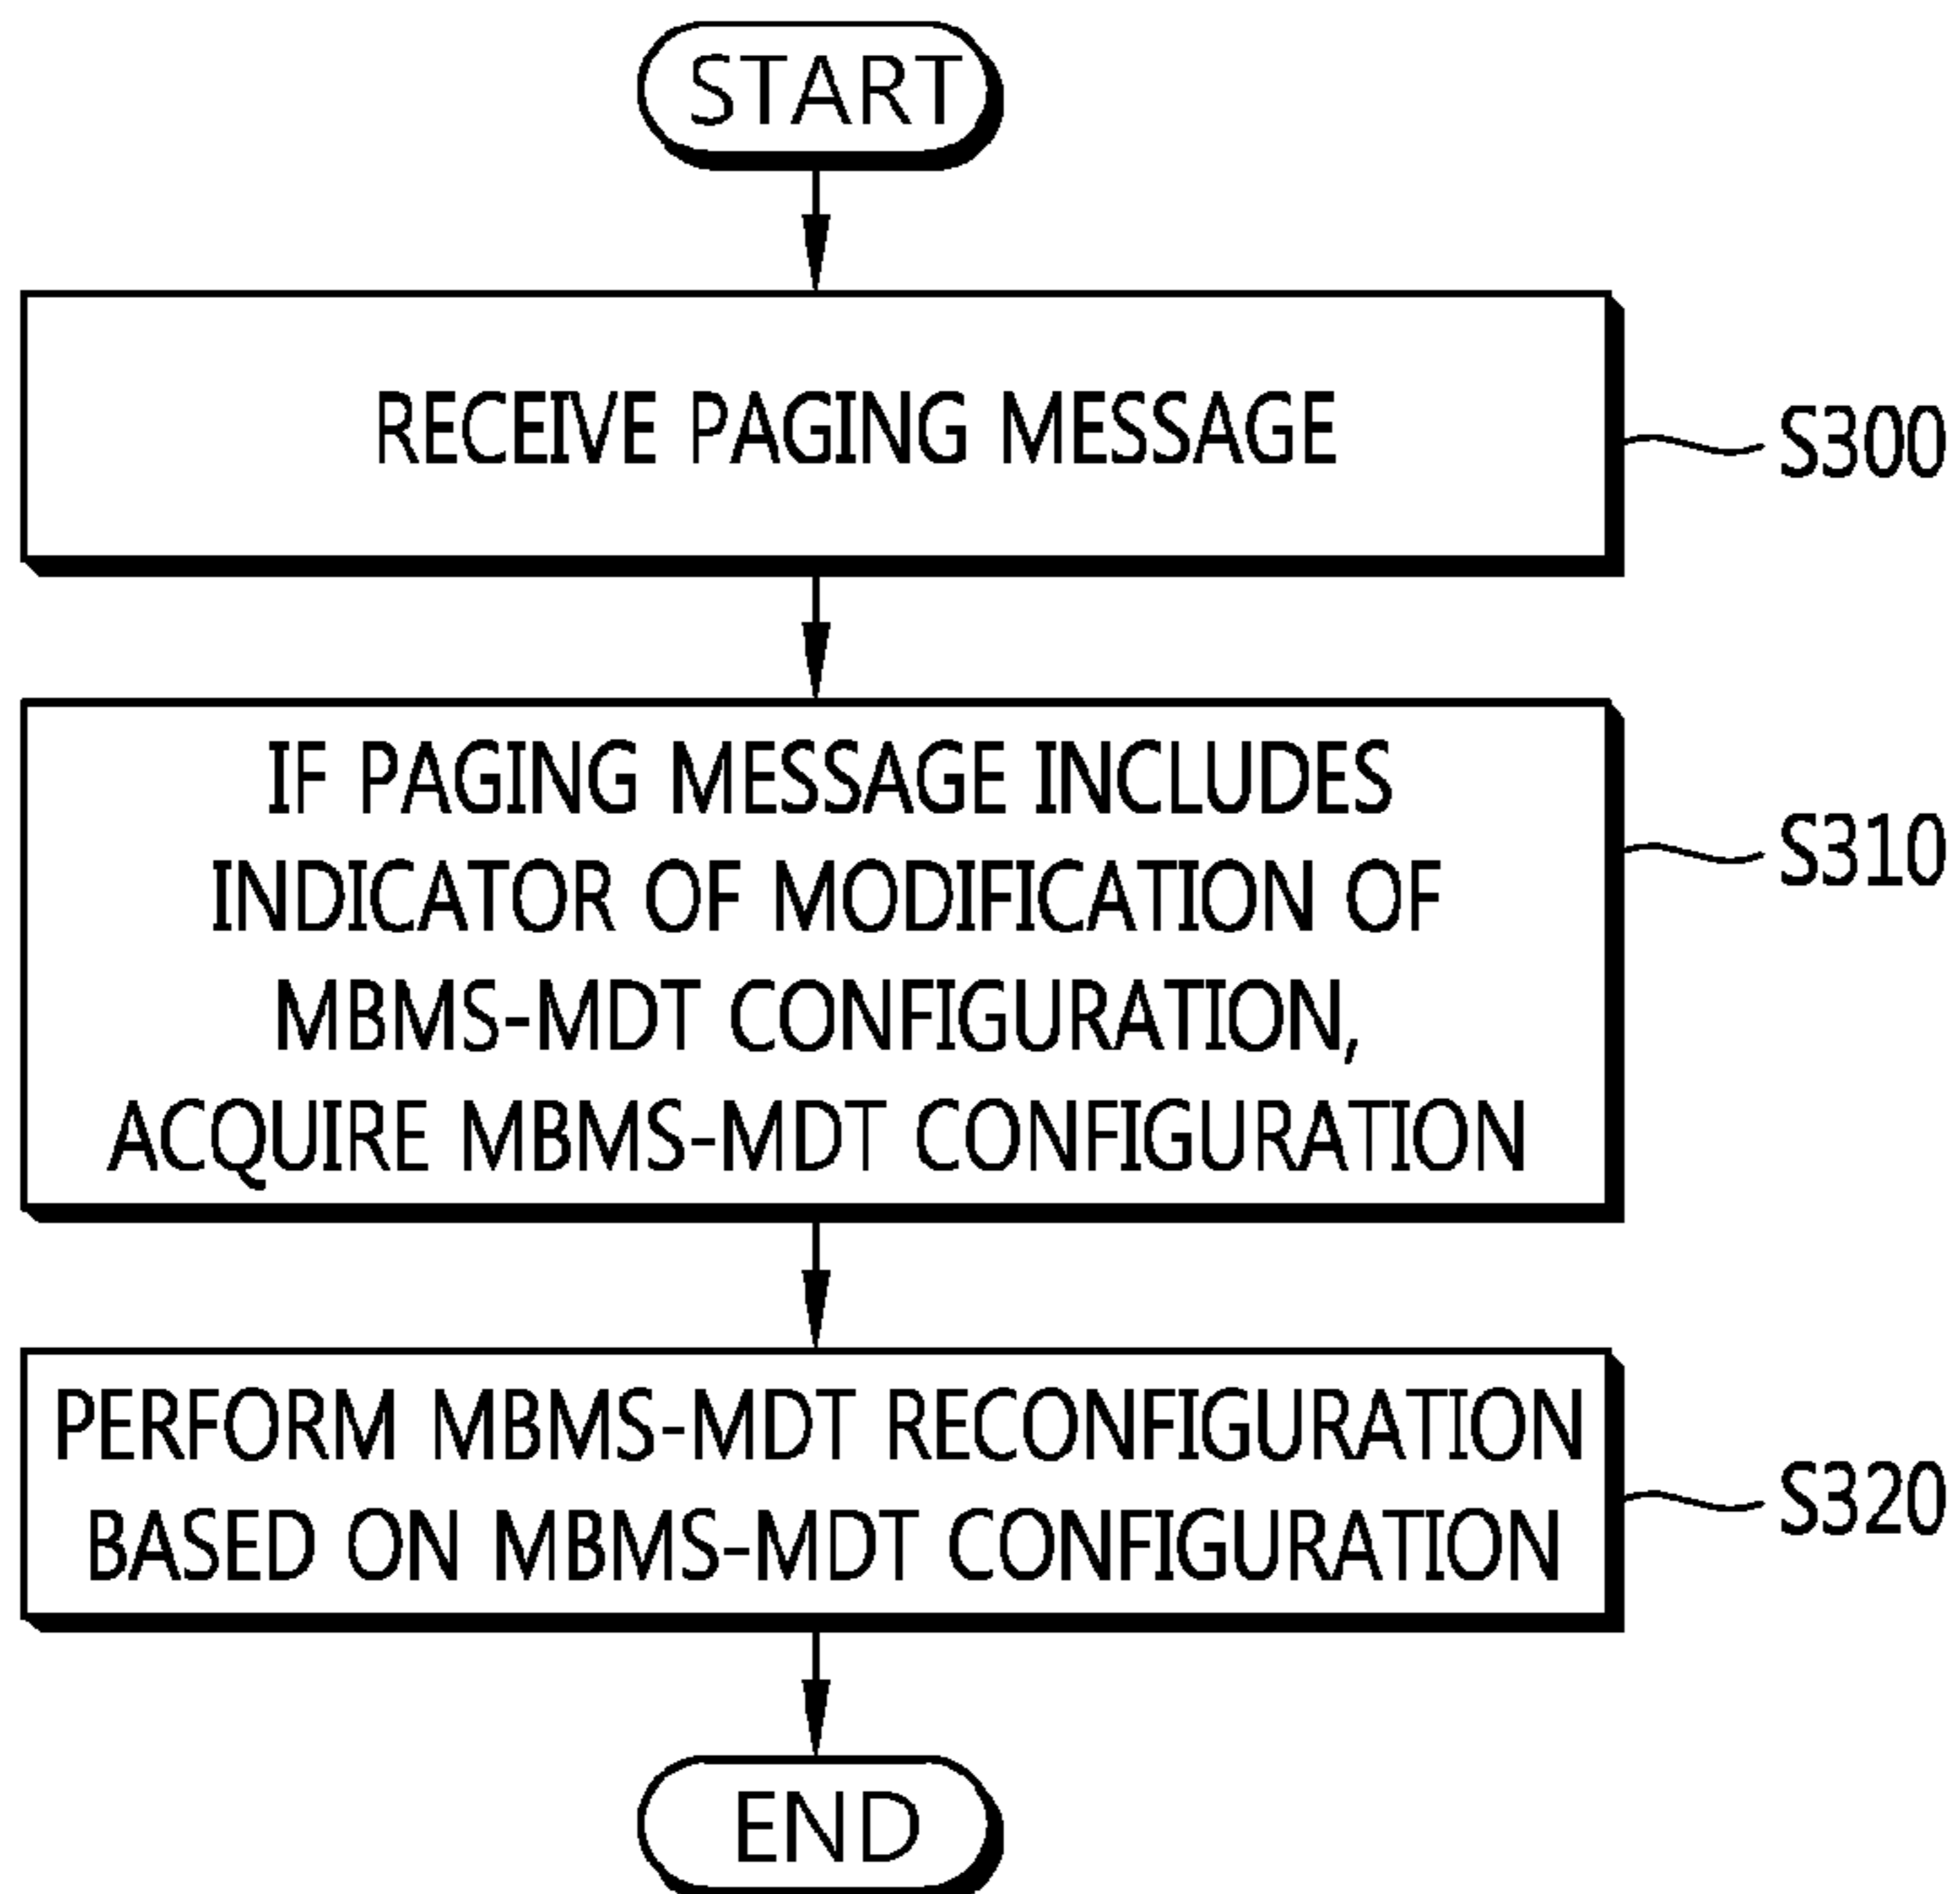 START
RECEIVE PAGING MESSAGE
S300
IF PAGING MESSAGE INCLUDES
INDICATOR OF MODIFICATION OF
MBMS-MDT CONFIGURATION,
ACQUIRE MBMS-MDT CONFIGURATION
S310
PERFORM MBMS-MDT RECONFIGURATION
BASED ON MBMS-MDT CONFIGURATION
S320
END